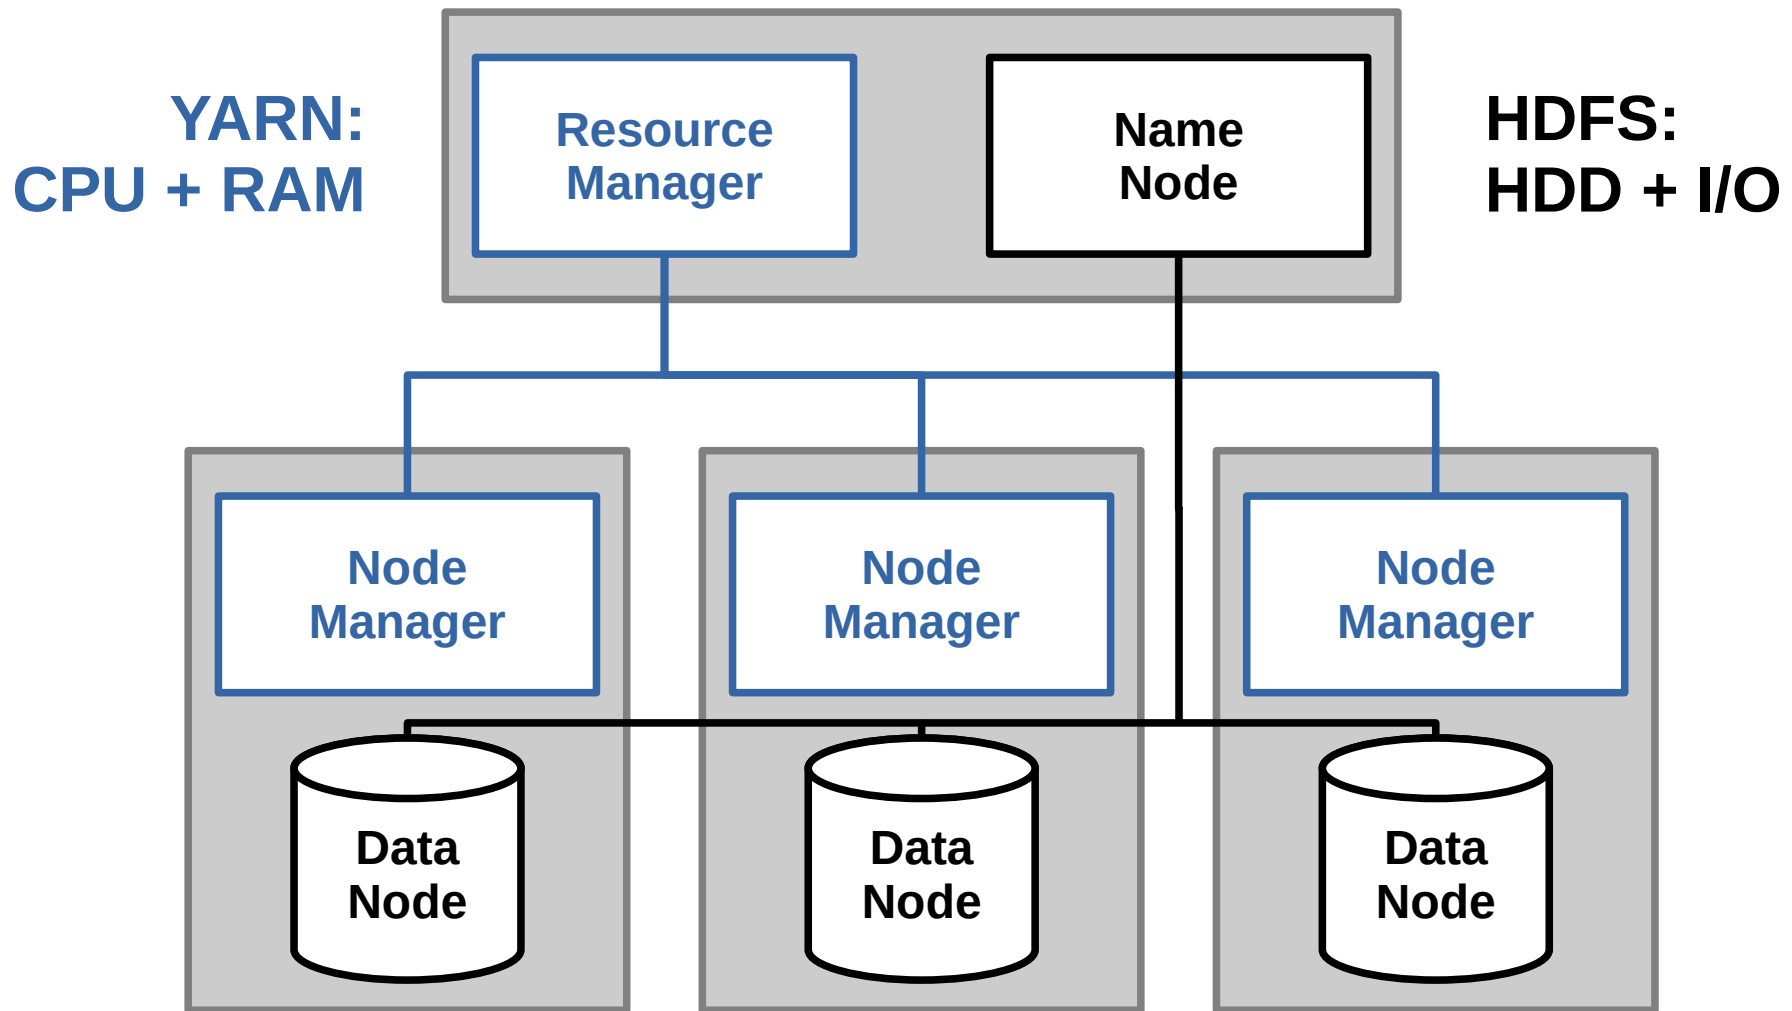 YARN:
CPU + RAM
Resource
Manager
Name
Node
HDFS:
HDD + I/O
Node
Manager
Node
Manager
Node
Manager
Data
Node
Data
Node
Data
Node